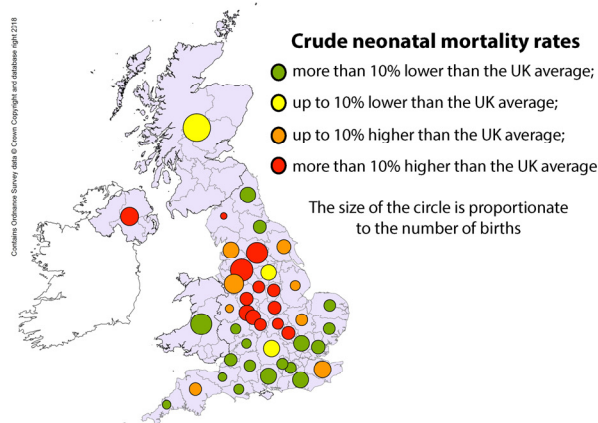 Crude neonatal mortality rates
more than 10% lower than the UK average;
up to 10% lower than the UK average;
up to 10% higher than the UK average;
more than 10% higher than the UK average
The size of the circle is proportionate
to the number of births
Contains Ordnance Survey data © Crown Copyright and database right 2018